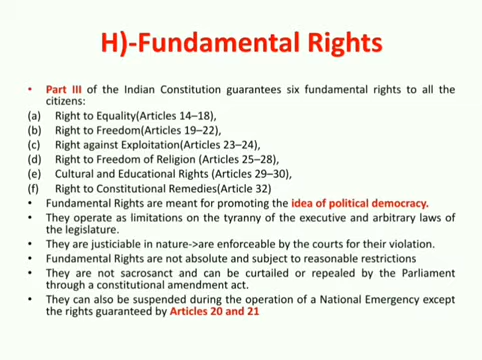 H)-Fundamental Rights
• Part III of the Indian Constitution guarantees six fundamental rights to all the
citizens:
(a) Right to Equality(Articles 14–18),
(b) Right to Freedom(Articles 19–22),
(c) Right against Exploitation(Articles 23–24),
(d) Right to Freedom of Religion (Articles 25–28),
(e) Cultural and Educational Rights (Articles 29–30),
(f) Right to Constitutional Remedies(Article 32)
• Fundamental Rights are meant for promoting the idea of political democracy.
• They operate as limitations on the tyranny of the executive and arbitrary laws of
the legislature.
• They are justiciable in nature->are enforceable by the courts for their violation.
• Fundamental Rights are not absolute and subject to reasonable restrictions
• They are not sacrosanct and can be curtailed or repealed by the Parliament
through a constitutional amendment act.
• They can also be suspended during the operation of a National Emergency except
the rights guaranteed by Articles 20 and 21